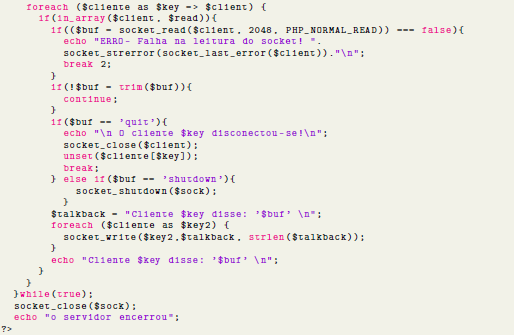 foreach ($cliente as $key => $client) {
if(in_array($client, $read)){
if(($buf = socket_read($client, 2048, PHP_NORMAL_READ)) === false){
echo "ERRO- Falha na leitura do socket! ".
socket_strerror(socket_last_error($client))."\n";
break 2;
}
if(!$buf = trim($buf)){
continue;
}
if($buf == 'quit'){
echo "\n O cliente $key disconectou-se!\n";
socket_close($client);
unset($cliente[$key]);
break;
} else if($buf == 'shutdown'){
socket_shutdown($sock);
}
$talkback = "Cliente $key disse: '$buf' \n";
foreach ($cliente as $key2) {
socket_write($key2,$talkback, strlen($talkback));
}
echo "Cliente $key disse: '$buf' \n";
}
}
}while(true);
socket_close($sock);
echo "o servidor encerrou";
?>